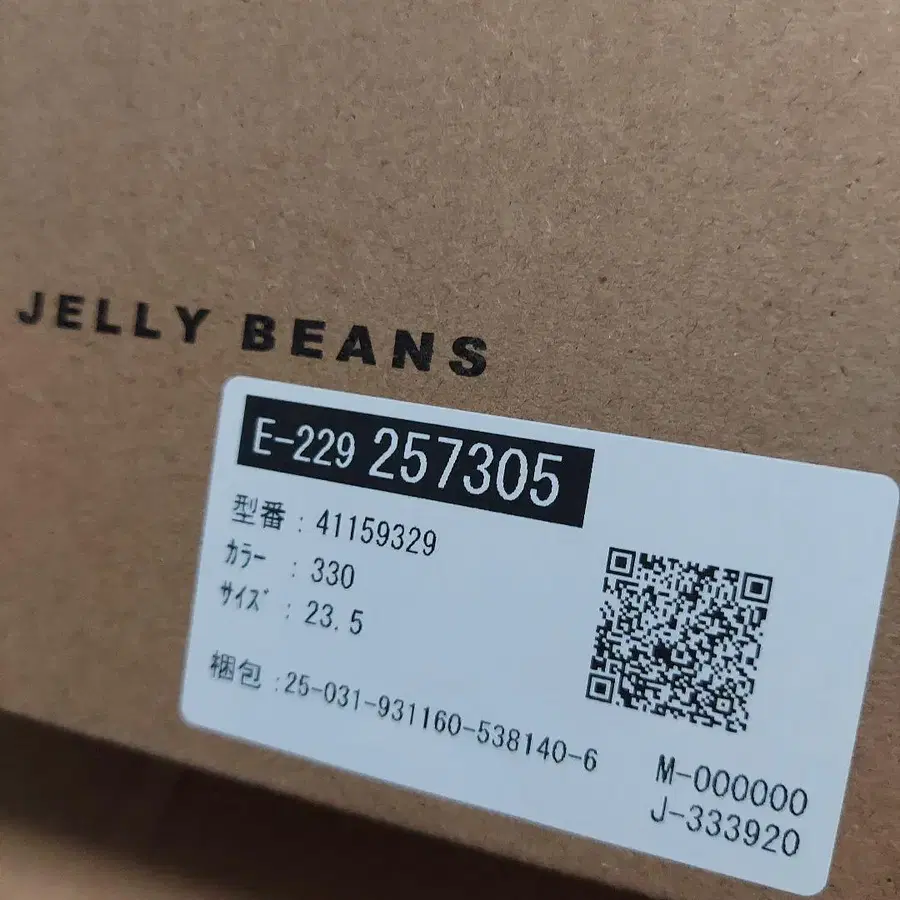 JELLY BEANS
E-229 257305
型番 : 41159329
カラー : 330
サイズ : 23.5
梱包 :25-031-931160-538140-6
M-000000
J-333920